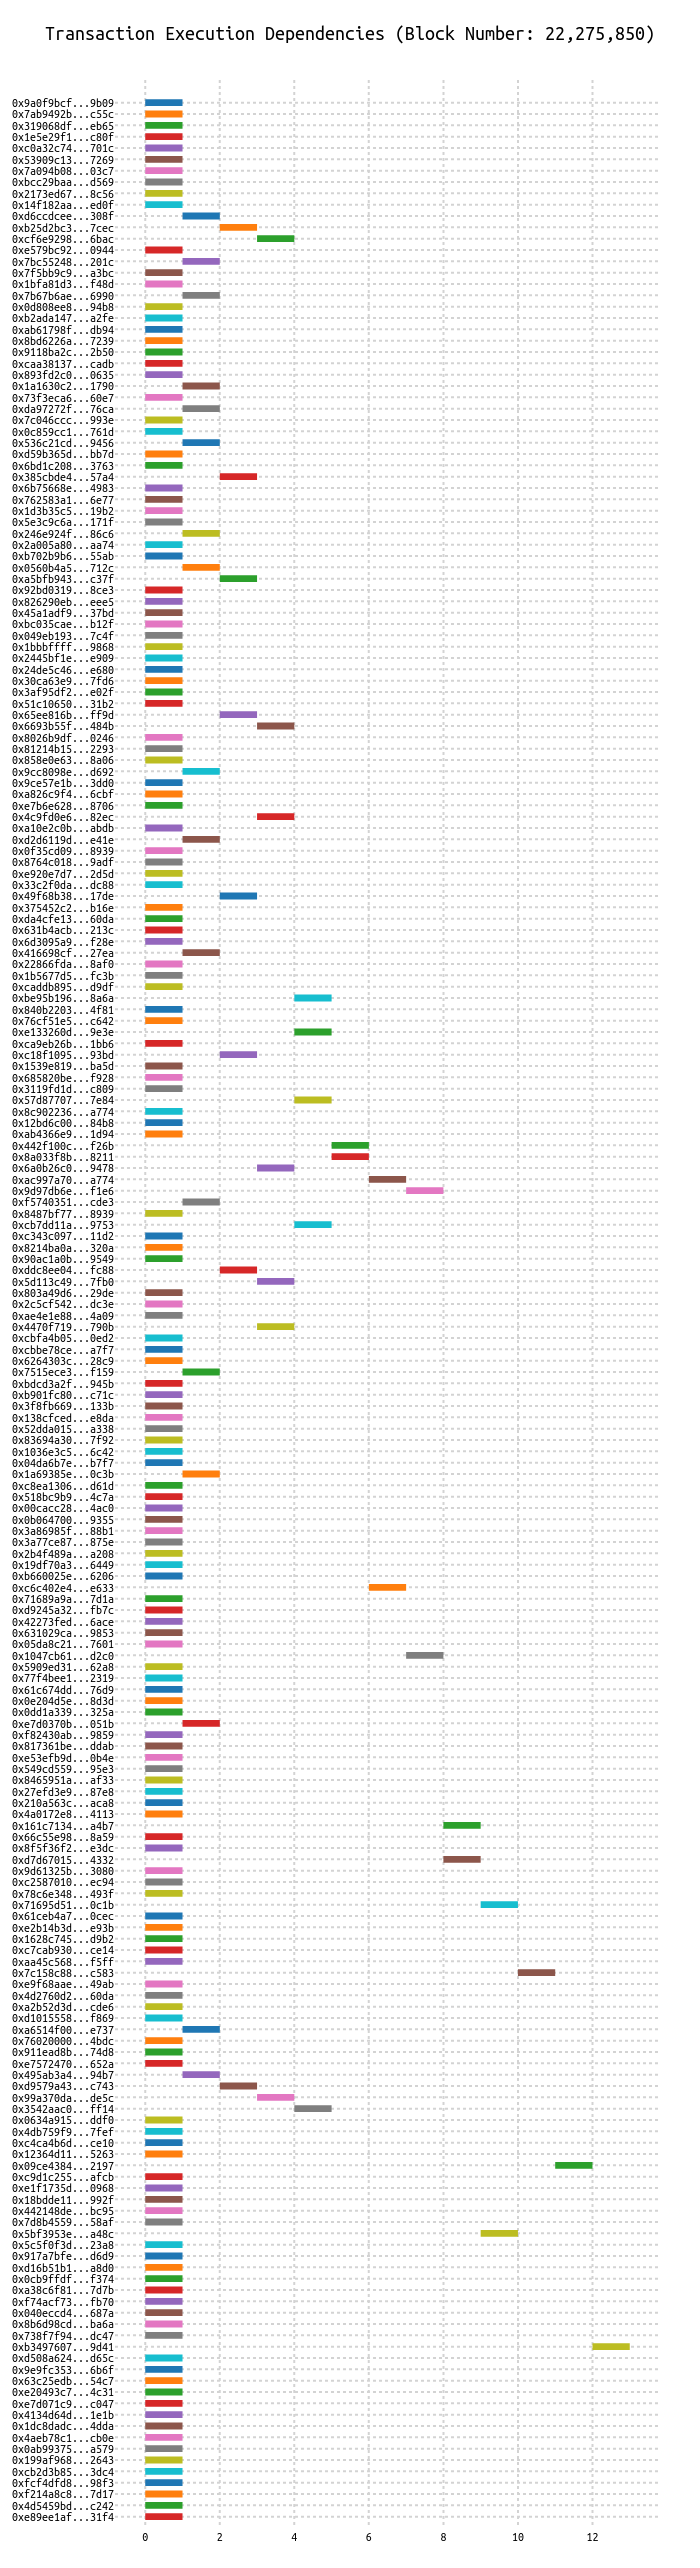 Transaction Execution Dependencies (Block Number: 22,275,850)
0x9a0f9bcf...9b09
0x7ab9492b...c55c
0x319068df...eb65
0x1e5e29f1...c80f
0xc0a32c74...701c
0x53909c13...7269
0x7a094b08...03c7
0xbcc29baa...d569
0x2173ed67...8c56
0x14f182aa...ed0f
0xd6ccdcee...308f
0xb25d2bc3...7cec
0xcf6e9298...6bac
0xe579bc92...0944
0x7bc55248...201c
0x7f5bb9c9...a3bc
0x1bfa81d3...f48d
0x7b67b6ae...6990
0x0d808ee8...94b8
0xb2ada147...a2fe
0xab61798f...db94
0x8bd6226a...7239
0x9118ba2c...2b50
0xcaa38137...cadb
0x893fd2c0...0635
0x1a1630c2...1790
0x73f3eca6...60e7
0xda97272f...76ca
0x7c046ccc...993e
0x0c859cc1...761d
0x536c21cd...9456
0xd59b365d...bb7d
0x6bd1c208...3763
0x385cbde4...57a4
0x6b75668e...4983
0x762583a1...6e77
0x1d3b35c5...19b2
0x5e3c9c6a...171f
0x246e924f...86c6
0x2a005a80...aa74
0xb702b9b6...55ab
0x0560b4a5...712c
0xa5bfb943...c37f
0x92bd0319...8ce3
0x826290eb...eee5
0x45a1adf9...37bd
0xbc035cae...b12f
0x049eb193...7c4f
0x1bbbffff...9868
0x2445bf1e...e909
0x24de5c46...e680
0x30ca63e9...7fd6
0x3af95df2...e02f
0x51c10650...31b2
0x65ee816b...ff9d
0x6693b55f...484b
0x8026b9df...0246
0x81214b15...2293
0x858e0e63...8a06
0x9cc8098e...d692
0x9ce57e1b...3dd0
0xa826c9f4...6cbf
0xe7b6e628...8706
0x4c9fd0e6...82ec
0xa10e2c0b...abdb
0xd2d6119d...e41e
0x0f35cd09...8939
0x8764c018...9adf
0xe920e7d7...2d5d
0x33c2f0da...dc88
0x49f68b38...17de
0x375452c2...b16e
0xda4cfe13...60da
0x631b4acb...213c
0x6d3095a9...f28e
0x416698cf...27ea
0x22866fda...8af0
0x1b5677d5...fc3b
0xcaddb895...d9df
0xbe95b196...8a6a
0x840b2203...4f81
0x76cf51e5...c642
0xe133260d...9e3e
0xca9eb26b...1bb6
0xc18f1095...93bd
0x1539e819...ba5d
0x685820be...f928
0x3119fd1d...c809
0x57d87707...7e84
0x8c902236...a774
0x12bd6c00...84b8
0xab4366e9...1d94
0x442f100c...f26b
0x8a033f8b...8211
0x6a0b26c0...9478
0xac997a70...a774
0x9d97db6e...f1e6
0xf5740351...cde3
0x8487bf77...8939
0xcb7dd11a...9753
0xc343c097...11d2
0x8214ba0a...320a
0x90ac1a0b...9549
0xddc8ee04...fc88
0x5d113c49...7fb0
0x803a49d6...29de
0x2c5cf542...dc3e
0xae4e1e88...4a09
0x4470f719...790b
0xcbfa4b05...0ed2
0xcbbe78ce...a7f7
0x6264303c...28c9
0x7515ece3...f159
0xbdcd3a2f...945b
0xb901fc80...c71c
0x3f8fb669...133b
0x138cfced...e8da
0x52dda015...a338
0x83694a30...7f92
0x1036e3c5...6c42
0x04da6b7e...b7f7
0x1a69385e...0c3b
0xc8ea1306...d61d
0x518bc9b9...4c7a
0x00cacc28...4ac0
0x0b064700...9355
0x3a86985f...88b1
0x3a77ce87...875e
0x2b4f489a...a208
0x19df70a3...6449
0xb660025e...6206
0xc6c402e4...e633
0x71689a9a...7d1a
0xd9245a32...fb7c
0x42273fed...6ace
0x631029ca...9853
0x05da8c21...7601
0x1047cb61...d2c0
0x5909ed31...62a8
0x77f4bee1...2319
0x61c674dd...76d9
0x0e204d5e...8d3d
0x0dd1a339...325a
0xe7d0370b...051b
0xf82430ab...9859
0x817361be...ddab
0xe53efb9d...0b4e
0x549cd559...95e3
0x8465951a...af33
0x27efd3e9...87e8
0x210a563c...aca8
0x4a0172e8...4113
0x161c7134...a4b7
0x66c55e98...8a59
0x8f5f36f2...e3dc
0xd7d67015...4332
0x9d61325b...3080
0xc2587010...ec94
0x78c6e348...493f
0x71695d51...0c1b
0x61ceb4a7...0cec
0xe2b14b3d...e93b
0x1628c745...d9b2
0xc7cab930...ce14
0xaa45c568...f5ff
0x7c158c88...c583
0xe9f68aae...49ab
0x4d2760d2...60da
0xa2b52d3d...cde6
0xd1015558...f869
0xa6514f00...e737
0x76020000...4bdc
0x911ead8b...74d8
0xe7572470...652a
0x495ab3a4...94b7
0xd9579a43...c743
0x99a370da...de5c
0x3542aac0...ff14
0x0634a915...ddf0
0x4db759f9...7fef
0xc4ca4b6d...ce10
0x12364d11...5263
0x09ce4384...2197
0xc9d1c255...afcb
0xe1f1735d...0968
0x18bdde11...992f
0x442148de...bc95
0x7d8b4559...58af
0x5bf3953e...a48c
0x5c5f0f3d...23a8
0x917a7bfe...d6d9
0xd16b51b1...a8d0
0x0cb9ffdf...f374
0xa38c6f81...7d7b
0xf74acf73...fb70
0x040eccd4...687a
0x8b6d98cd...ba6a
0x738f7f94...dc47
0xb3497607...9d41
0xd508a624...d65c
0x9e9fc353...6b6f
0x63c25edb...54c7
0xe20493c7...4c31
0xe7d071c9...c047
0x4134d64d...1e1b
0x1dc8dadc...4dda
0x4aeb78c1...cb0e
0x0ab99375...a579
0x199af968...2643
0xcb2d3b85...3dc4
0xfcf4dfd8...98f3
0xf214a8c8...7d17
0x4d5459bd...c242
0xe89ee1af...31f4
0 2 4 6 8 10 12